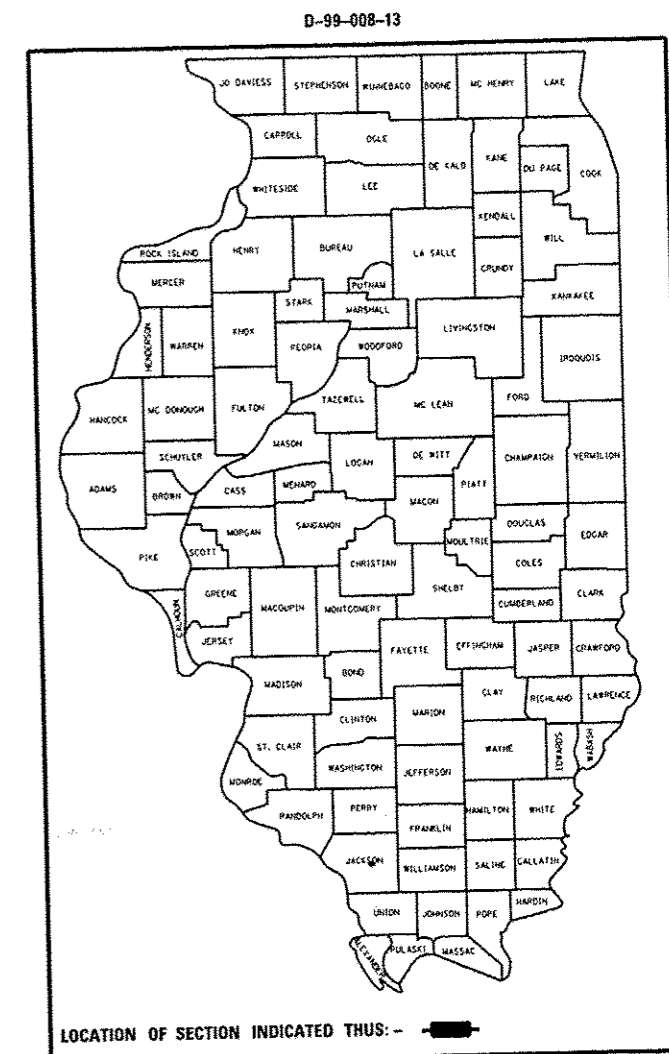 D-99-008-13
JO DAVIESS STEPHENSON WINNEBAGO BOONE MC HENRY LAKE
CARROLL OGLE DE KALB KANE DU PAGE COOK
WHITESIDE LEE KENDALL WILL
ROCK ISLAND HENRY BUREAU LA SALLE GRUNDY
MERCER PUTNAM KANKAKEE
STARK MARSHALL LIVINGSTON
HENDERSON WARREN KNOX PEORIA WOODFORD IROQUOIS
TAZEWELL MC LEAN FORD
HANCOCK MC DONOUGH FULTON
MASON
SCHUYLER LOGAN DE WITT CHAMPAIGN VERMILION
ADAMS BROWN CASS MENARD PIATT
MACON
MORGAN SANGAMON DOUGLAS EDGAR
PIKE SCOTT CHRISTIAN MOULTRIE COLES
SHELBY
GREENE MACOUPIN MONTGOMERY CUMBERLAND CLARK
CALHOUN JERSEY FAYETTE EFFINGHAM JASPER CRAWFORD
MADISON BOND CLAY RICHLAND LAWRENCE
CLINTON MARION
ST. CLAIR WAYNE EDWARDS WABASH
MONROE WASHINGTON JEFFERSON
RANDOLPH PERRY HAMILTON WHITE
FRANKLIN
JACKSON WILLIAMSON SALINE GALLATIN
UNION JOHNSON POPE HARDIN
ALEXANDER PULASKI MASSAC
LOCATION OF SECTION INDICATED THUS: -